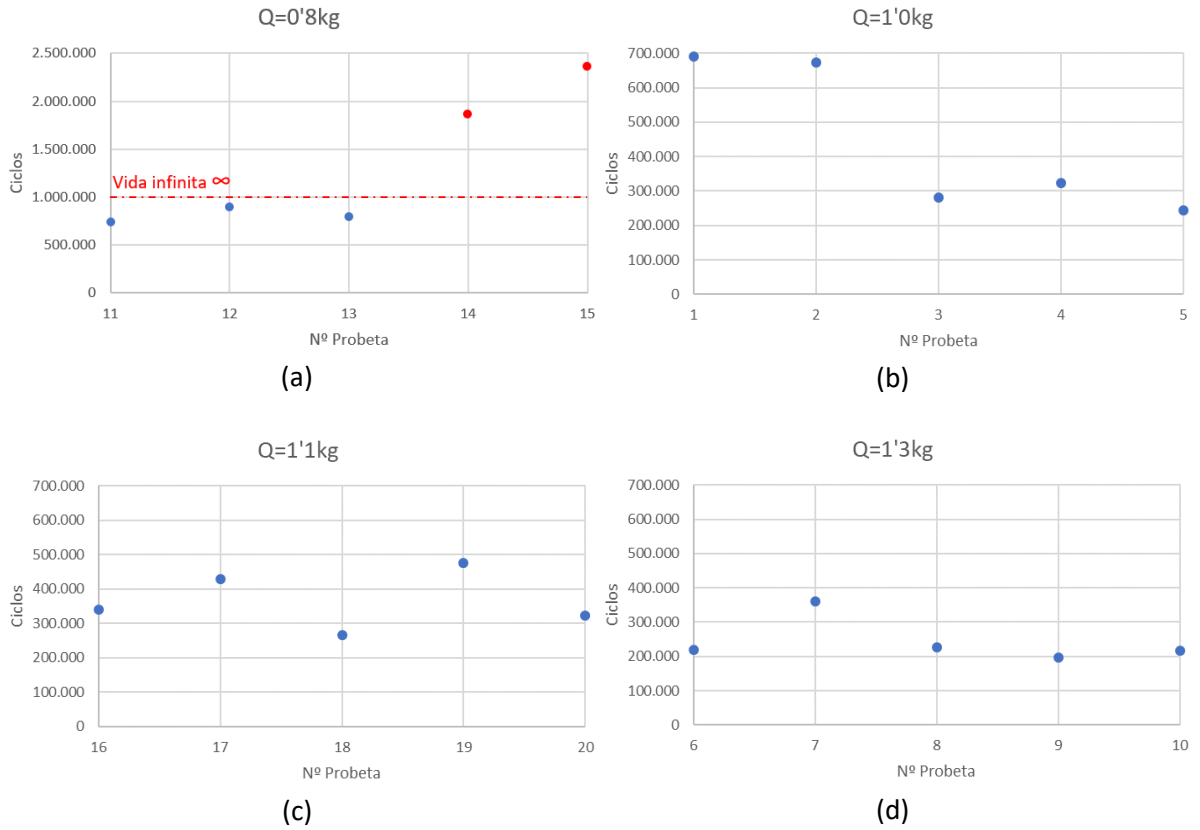 Q=0'8kg
2.500.000
2.000.000
1.500.000
1.000.000
500.000
0
Ciclos
Vida infinita ∞
11 12 13 14 15
Nº Probeta
(a)
Q=1'0kg
700.000
600.000
500.000
400.000
300.000
200.000
100.000
0
Ciclos
1 2 3 4 5
Nº Probeta
(b)
Q=1'1kg
700.000
600.000
500.000
400.000
300.000
200.000
100.000
0
Ciclos
16 17 18 19 20
Nº Probeta
(c)
Q=1'3kg
700.000
600.000
500.000
400.000
300.000
200.000
100.000
0
Ciclos
6 7 8 9 10
Nº Probeta
(d)